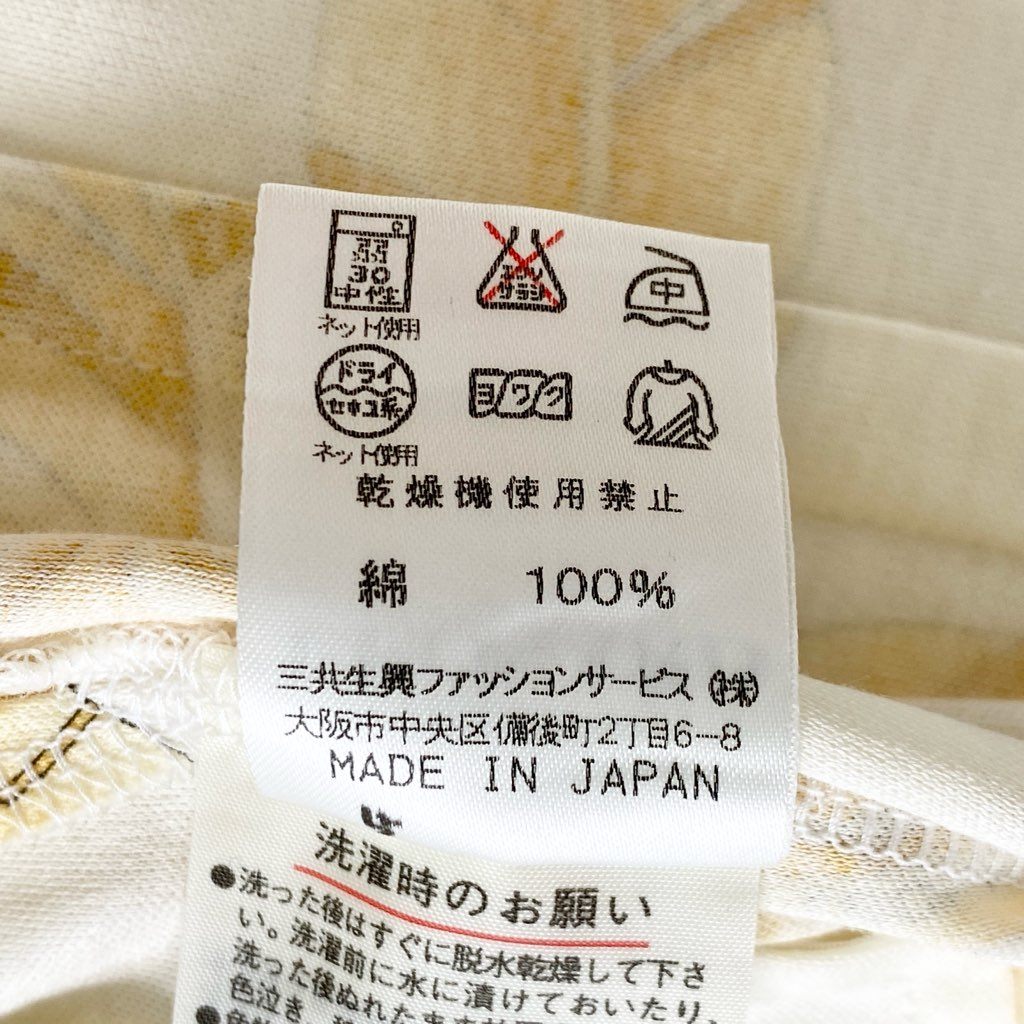 弱
30
中性
ネット使用
エンソ
サラシ
中
ドライ
セキユ系
ネット使用
ヨワク
乾燥機使用禁止
綿 100%
三共生興ファッションサービス (株)
大阪市中央区備後町2丁目6-8
MADE IN JAPAN
洗濯時のお願い
●洗った後はすぐに脱水乾燥して下さ
い。洗濯前に水に漬けておいたり、
洗った後ぬれたまま
色泣き